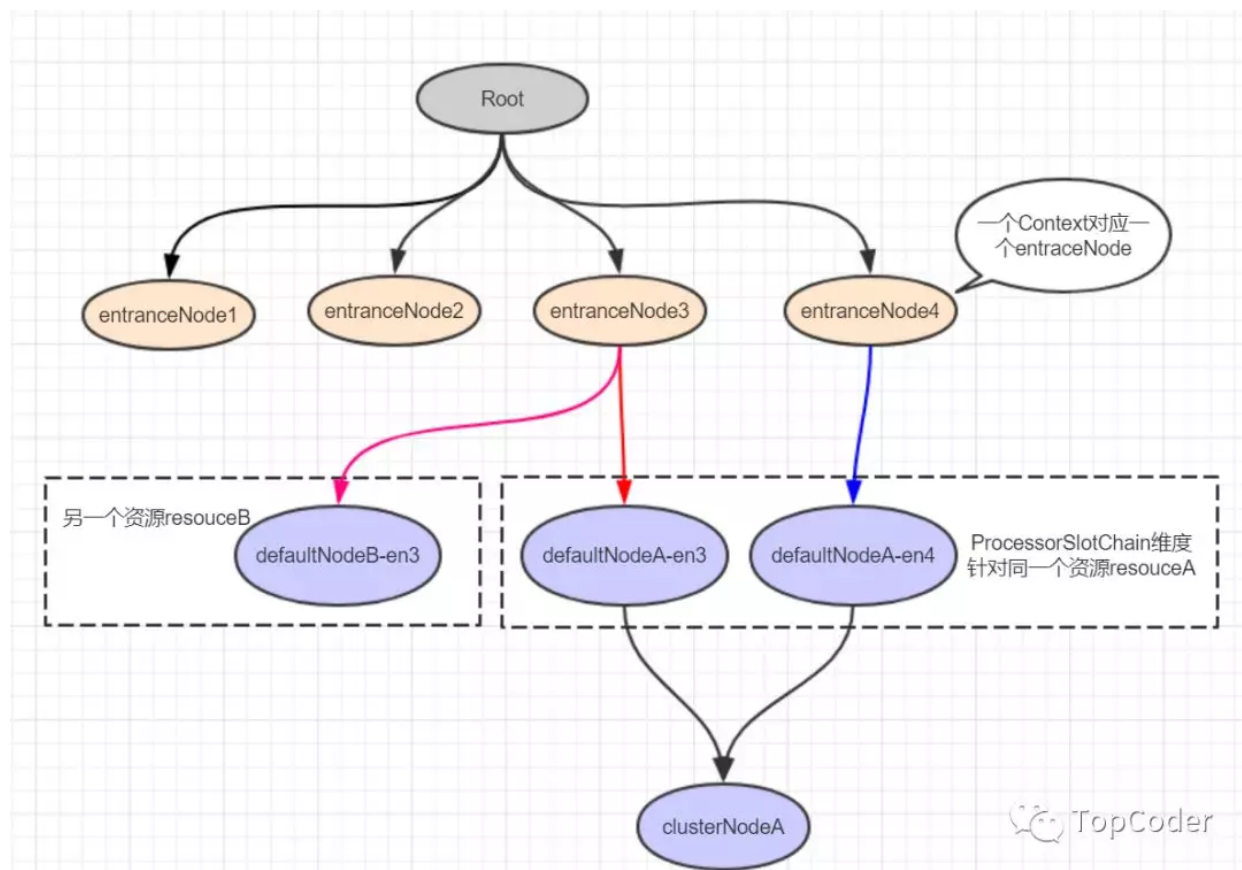 Root
一个Context对应一
个entraceNode
entranceNode1
entranceNode2
entranceNode3
entranceNode4
另一个资源resouceB
defaultNodeB-en3
defaultNodeA-en3
defaultNodeA-en4
ProcessorSlotChain维度
针对同一个资源resouceA
clusterNodeA
TopCoder